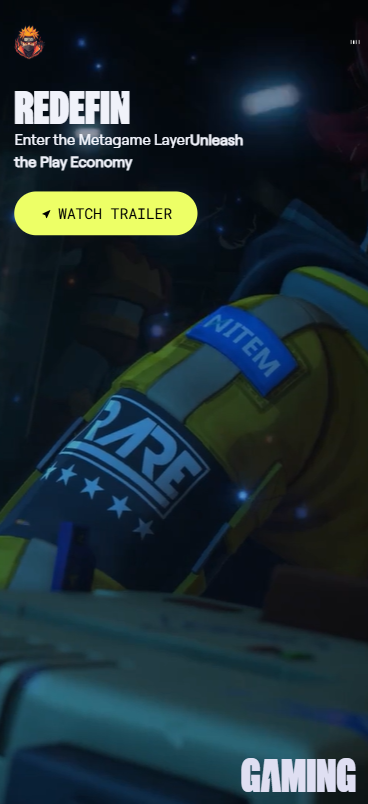 REDEFIN
Enter the Metagame LayerUnleash
the Play Economy
WATCH TRAILER
NITEM
RARE
GAMING